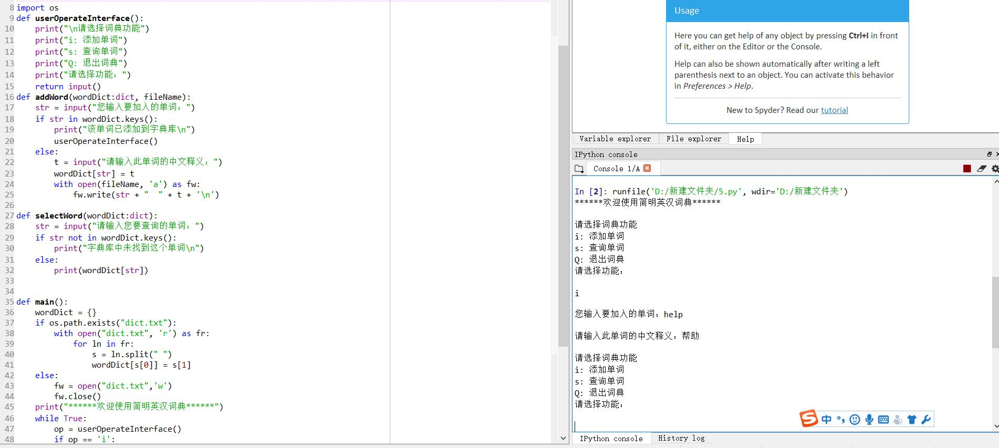 8 import os
9 def userOperateInterface():
10     print("\n请选择词典功能")
11     print("i: 添加单词")
12     print("s: 查询单词")
13     print("Q: 退出词典")
14     print("请选择功能：")
15     return input()
16 def addWord(wordDict:dict, fileName):
17     str = input("您输入要加入的单词：")
18     if str in wordDict.keys():
19         print("该单词已添加到字典库\n")
20         userOperateInterface()
21     else:
22         t = input("请输入此单词的中文释义：")
23         wordDict[str] = t
24         with open(fileName, 'a') as fw:
25             fw.write(str + "  " + t + '\n')
26
27 def selectWord(wordDict:dict):
28     str = input("请输入您要查询的单词：")
29     if str not in wordDict.keys():
30         print("字典库中未找到这个单词\n")
31     else:
32         print(wordDict[str])
33
34
35 def main():
36     wordDict = {}
37     if os.path.exists("dict.txt"):
38         with open("dict.txt", 'r') as fr:
39             for ln in fr:
40                 s = ln.split(" ")
41                 wordDict[s[0]] = s[1]
42     else:
43         fw = open("dict.txt",'w')
44         fw.close()
45     print("******欢迎使用简明英汉词典******")
46     while True:
47         op = userOperateInterface()
48         if op == 'i':
Usage
Here you can get help of any object by pressing Ctrl+I in front
of it, either on the Editor or the Console.
Help can also be shown automatically after writing a left
parenthesis next to an object. You can activate this behavior
in Preferences > Help.
New to Spyder? Read our tutorial
Variable explorer File explorer Help
IPython console
Console 1/A
In [2]: runfile('D:/新建文件夹/5.py', wdir='D:/新建文件夹')
******欢迎使用简明英汉词典******
请选择词典功能
i: 添加单词
s: 查询单词
Q: 退出词典
请选择功能：
i
您输入要加入的单词：help
请输入此单词的中文释义：帮助
请选择词典功能
i: 添加单词
s: 查询单词
Q: 退出词典
请选择功能：
S 中
IPython console History log